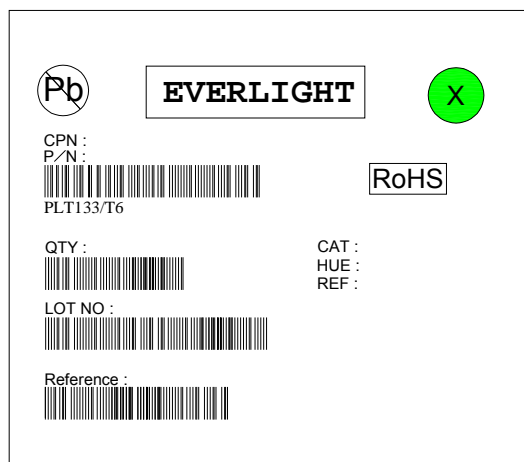 Pb
EVERLIGHT
X
CPN :
P/N :
RoHS
PLT133/T6
QTY :
CAT :
HUE :
REF :
LOT NO :
Reference :